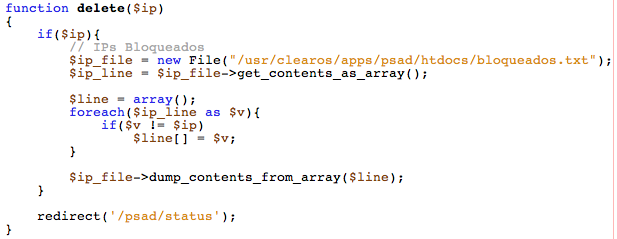 function delete($ip)
{
    if($ip){
        // IPs Bloqueados
        $ip_file = new File("/usr/clearos/apps/psad/htdocs/bloqueados.txt");
        $ip_line = $ip_file->get_contents_as_array();

        $line = array();
        foreach($ip_line as $v){
            if($v != $ip)
                $line[] = $v;
        }

        $ip_file->dump_contents_from_array($line);
    }

    redirect('/psad/status');
}